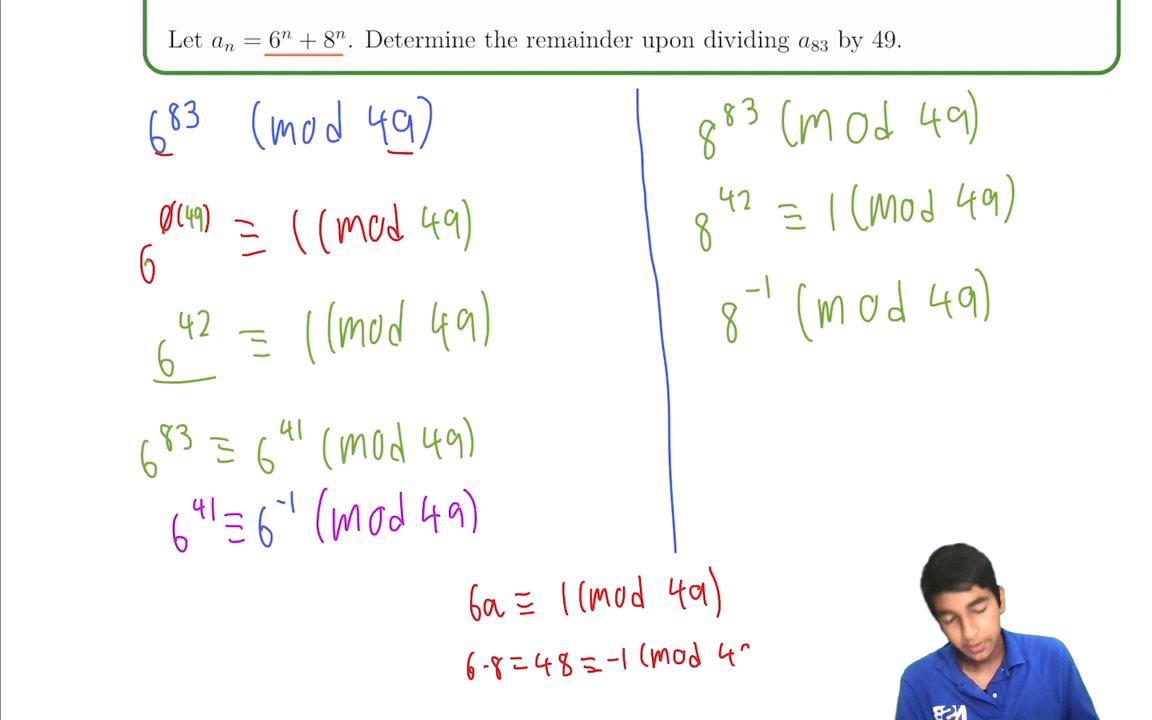 Let aₙ = 6ⁿ + 8ⁿ. Determine the remainder upon dividing a₈₃ by 49.
6⁸³ (mod 49)
6^∅(49) ≡ 1 (mod 49)
6⁴² ≡ 1 (mod 49)
6⁸³ ≡ 6⁴¹ (mod 49)
6⁴¹ ≡ 6⁻¹ (mod 49)
8⁸³ (mod 49)
8⁴² ≡ 1 (mod 49)
8⁻¹ (mod 49)
6a ≡ 1 (mod 49)
6·8 = 48 ≡ -1 (mod 4